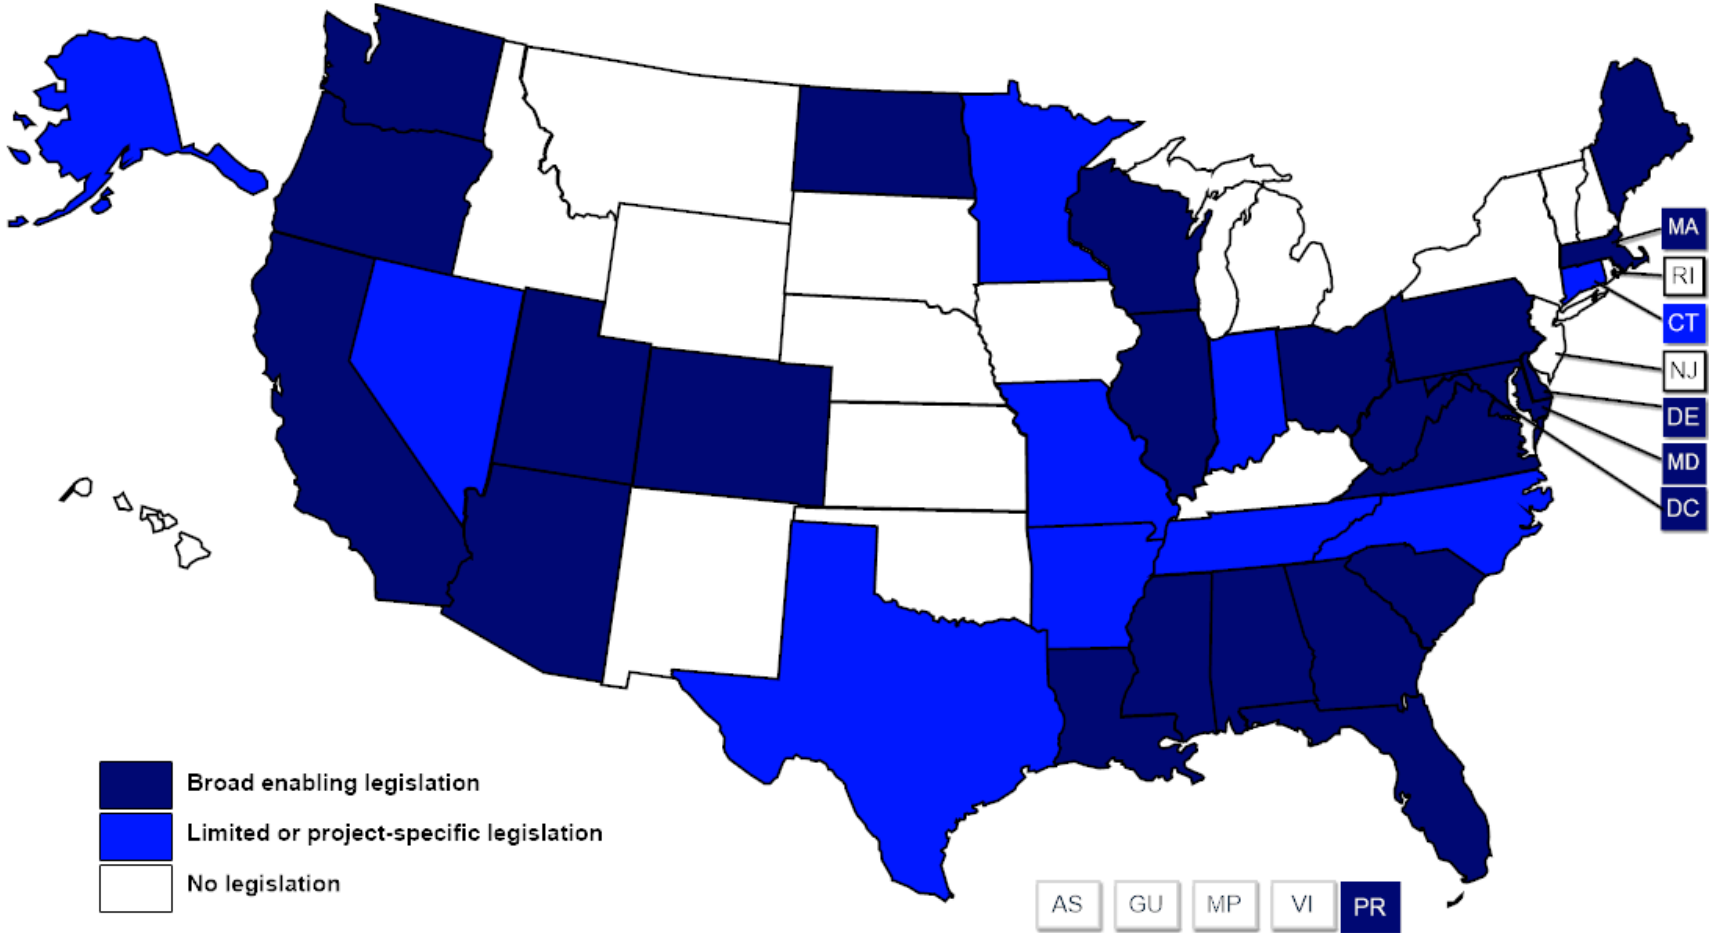 MA
RI
CT
NJ
DE
MD
DC
Broad enabling legislation
Limited or project-specific legislation
No legislation
AS GU MP VI PR